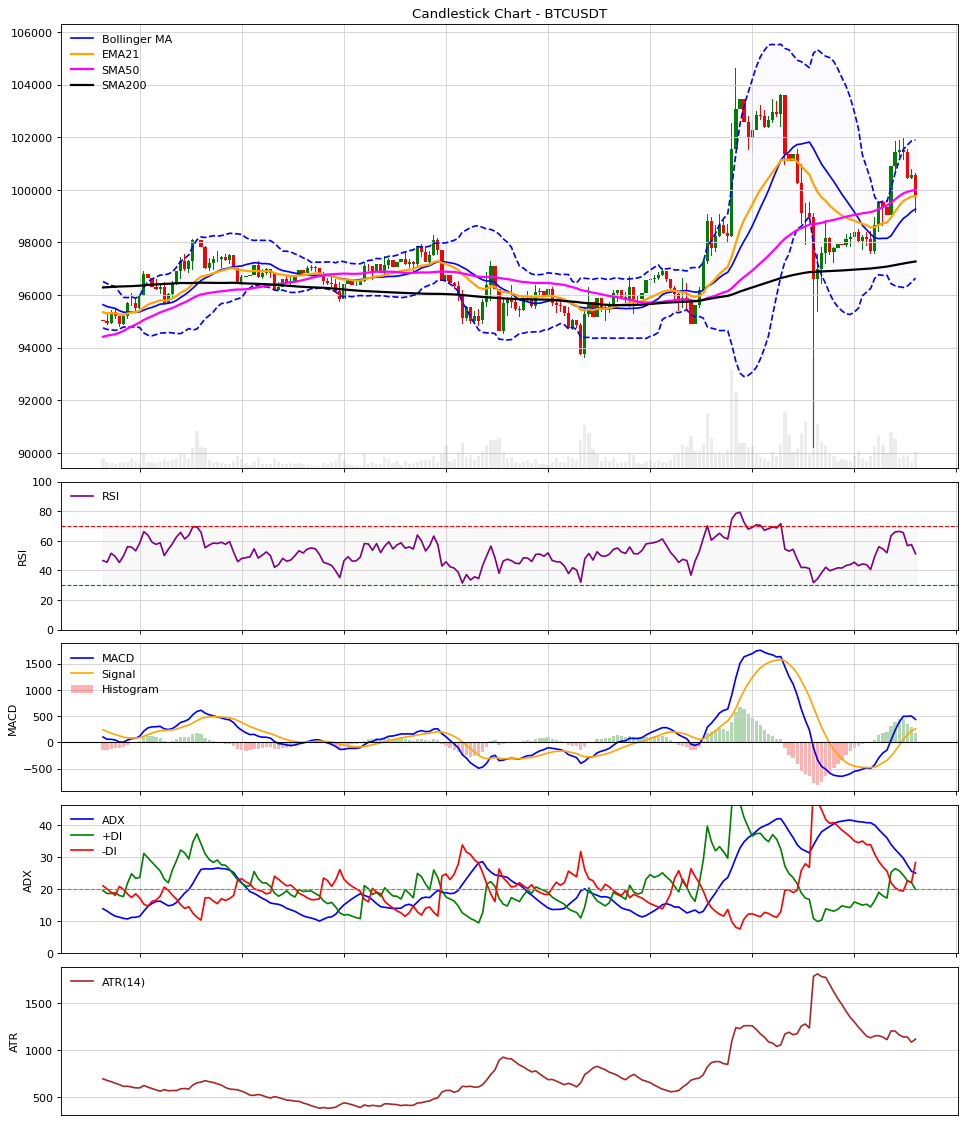 Candlestick Chart - BTCUSDT
106000
104000
102000
100000
98000
96000
94000
92000
90000
Bollinger MA
EMA21
SMA50
SMA200
100
80
60
40
20
0
RSI
RSI
1500
1000
500
0
−500
MACD
MACD
Signal
Histogram
40
30
20
10
0
ADX
ADX
+DI
-DI
1500
1000
500
ATR
ATR(14)